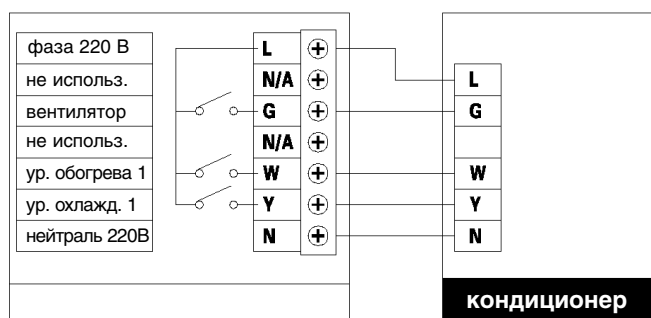 фаза 220 В L
не использ. N/A L
вентилятор G G
не использ. N/A
ур. обогрева 1 W W
ур. охлажд. 1 Y Y
нейтраль 220В N N
кондиционер